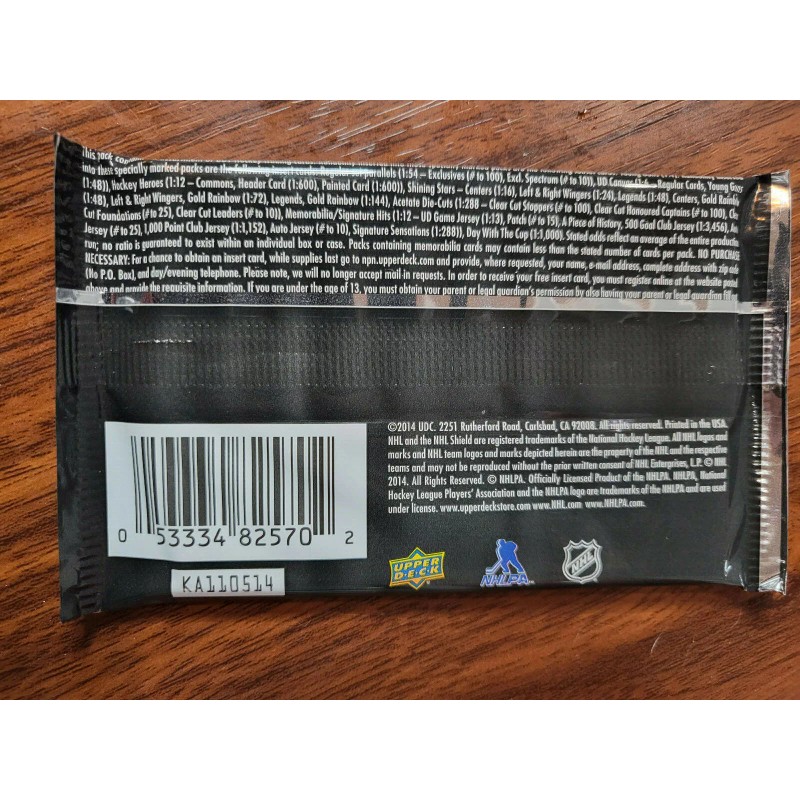 This pack
into these specially marked packs are the following 1:54 – Exclusives (# to 100), Excl. Spectrum (# to 10)), UD Canvas – Regular Cards, Young Guns
(1:48)), Hockey Heroes (1:12 – Commons, Header Card (1:600), Painted Card (1:600)), Shining Stars – Centers (1:16), Left & Right Wingers (1:24), Legends (1:48), Centers, Gold Rainbow
(1:48), Left & Right Wingers, Gold Rainbow (1:72), Legends, Gold Rainbow (1:144), Acetate Die-Cuts (1:288 – Clear Cut Stoppers (# to 100), Clear Cut Honoured Captains (# to 100),
Cut Foundations (# to 25), Clear Cut Leaders (# to 10)), Memorabilia/Signature Hits (1:12 – UD Game Jersey (1:13), Patch (# to 15), A Piece of History, 500 Goal Club Jersey (1:3,456),
Jersey (# to 25), 1,000 Point Club Jersey (1:1,152), Auto Jersey (# to 10), Signature Sensations (1:288)), Day With The Cup (1:1,000). Stated odds reflect an average of the entire production
run; no ratio is guaranteed to exist within an individual box or case. Packs containing memorabilia cards may contain less than the stated number of cards per pack. NO PURCHASE
NECESSARY: For a chance to obtain an insert card, while supplies last go to npn.upperdeck.com and provide, where requested, your name, e-mail address, complete address with zip code
(No P.O. Box), and day/evening telephone. Please note, we will no longer accept mail-in requests. In order to receive your free insert card, you must register online at the website posted
above and provide the requisite information. If you are under the age of 13, you must obtain your parent or legal guardian's permission by also having your parent or legal guardian fill
©2014 UDC. 2251 Rutherford Road, Carlsbad, CA 92008. All rights reserved. Printed in the USA.
NHL and the NHL Shield are registered trademarks of the National Hockey League. All NHL logos and
marks and NHL team logos and marks depicted herein are the property of the NHL and the respective
teams and may not be reproduced without the prior written consent of NHL Enterprises, L.P. © NHL
2014. All Rights Reserved. © NHLPA. Officially Licensed Product of the NHLPA. NHLPA, National
Hockey League Players' Association and the NHLPA logo are trademarks of the NHLPA and are used
under license. www.upperdeckstore.com www.NHL.com www.NHLPA.com.
0 53334 82570 2
KA110514
UPPER
DECK
NHLPA
NHL